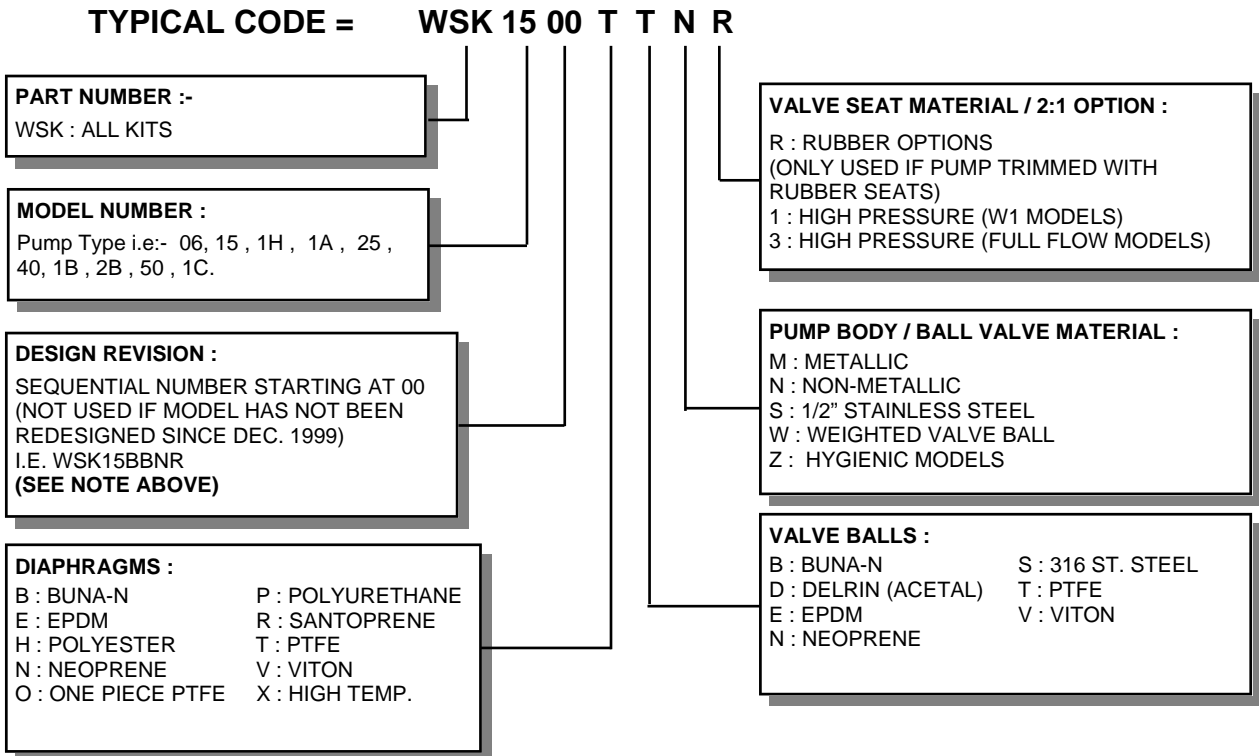 TYPICAL CODE = WSK 15 00 T T N R
PART NUMBER :-
WSK : ALL KITS
MODEL NUMBER :
Pump Type i.e:- 06, 15 , 1H , 1A , 25 ,
40, 1B , 2B , 50 , 1C.
DESIGN REVISION :
SEQUENTIAL NUMBER STARTING AT 00
(NOT USED IF MODEL HAS NOT BEEN
REDESIGNED SINCE DEC. 1999)
I.E. WSK15BBNR
(SEE NOTE ABOVE)
DIAPHRAGMS :
B : BUNA-N P : POLYURETHANE
E : EPDM R : SANTOPRENE
H : POLYESTER T : PTFE
N : NEOPRENE V : VITON
O : ONE PIECE PTFE X : HIGH TEMP.
VALVE SEAT MATERIAL / 2:1 OPTION :
R : RUBBER OPTIONS
(ONLY USED IF PUMP TRIMMED WITH
RUBBER SEATS)
1 : HIGH PRESSURE (W1 MODELS)
3 : HIGH PRESSURE (FULL FLOW MODELS)
PUMP BODY / BALL VALVE MATERIAL :
M : METALLIC
N : NON-METALLIC
S : 1/2” STAINLESS STEEL
W : WEIGHTED VALVE BALL
Z : HYGIENIC MODELS
VALVE BALLS :
B : BUNA-N S : 316 ST. STEEL
D : DELRIN (ACETAL) T : PTFE
E : EPDM V : VITON
N : NEOPRENE